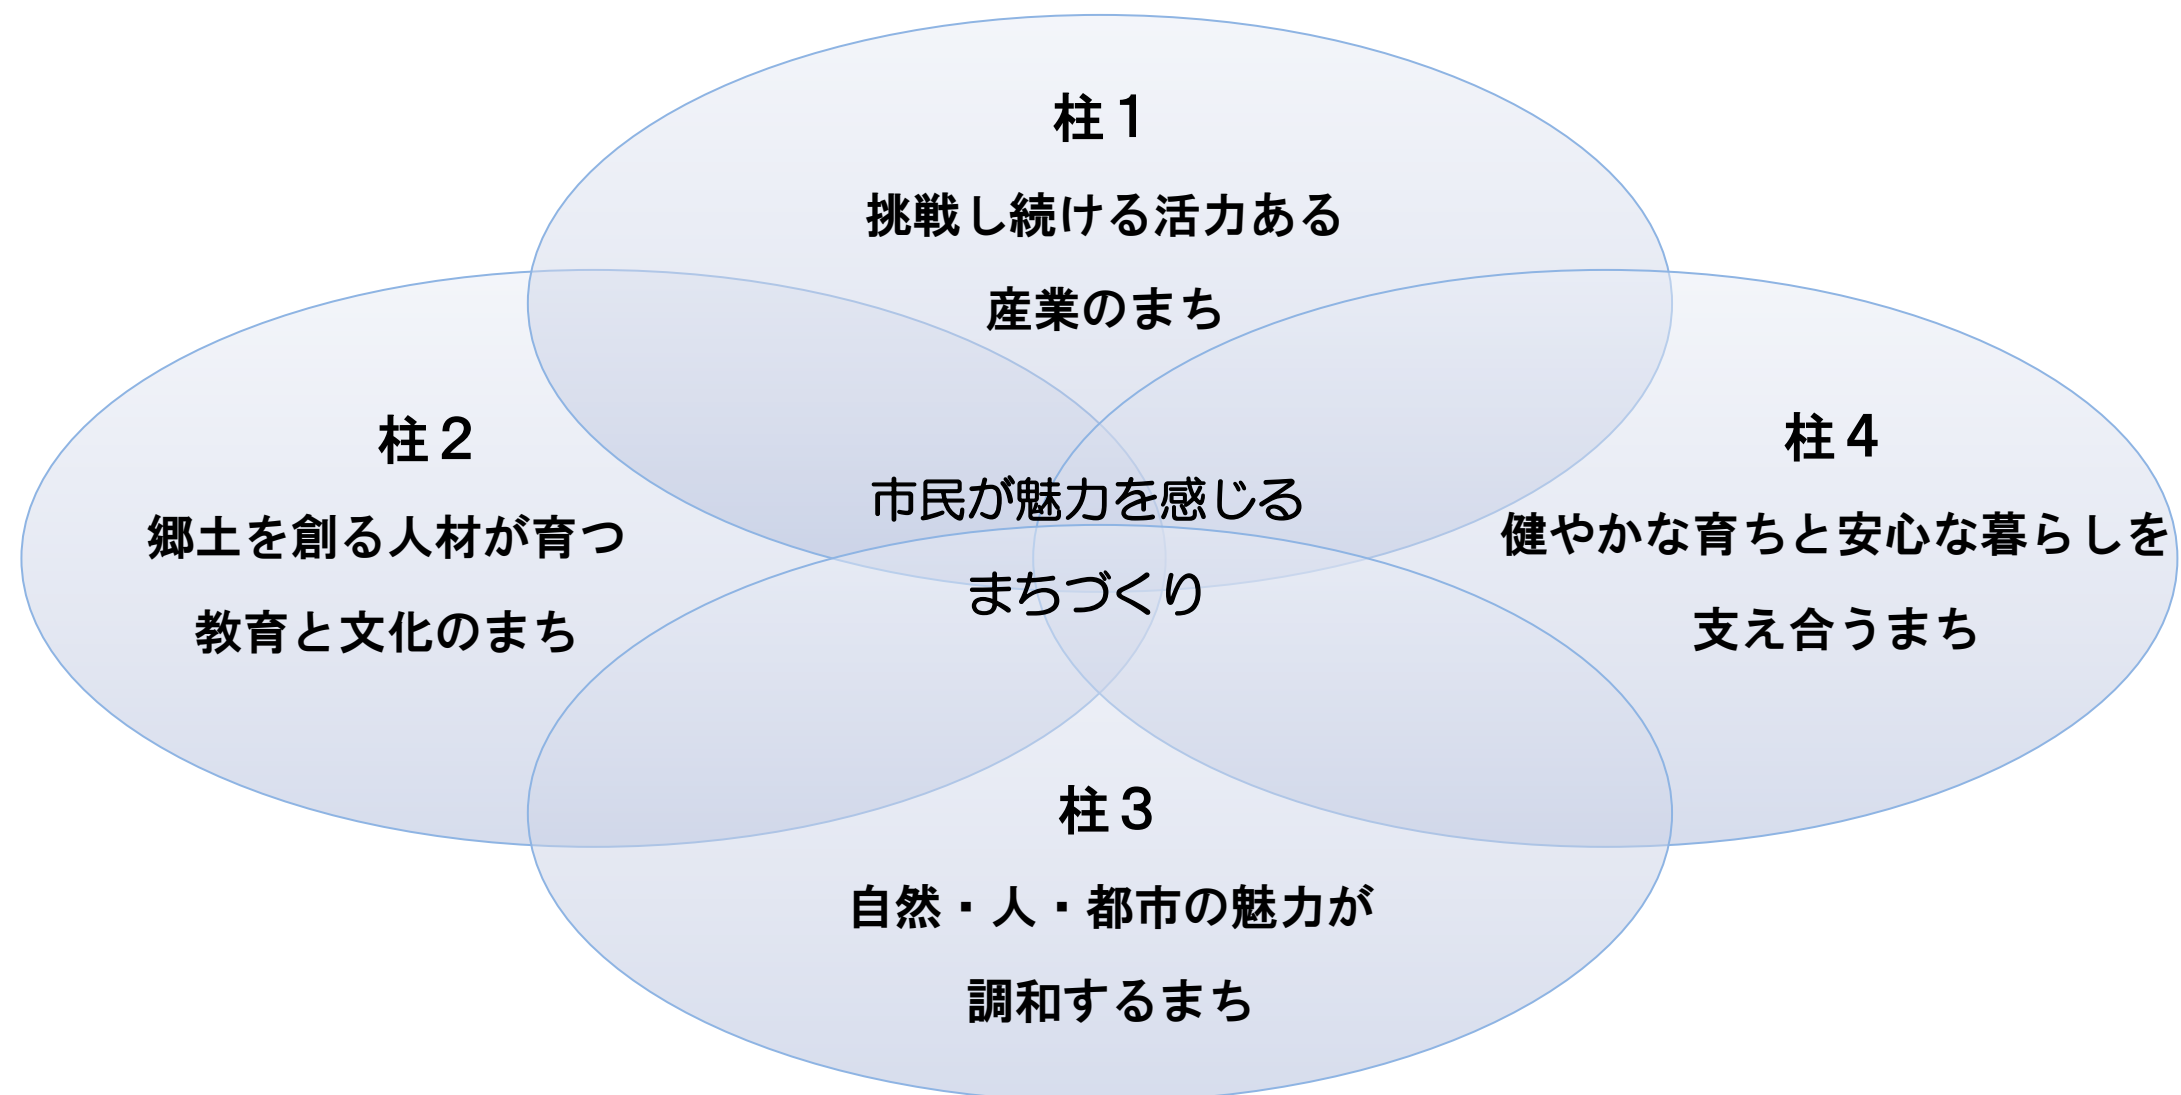 柱１
挑戦し続ける活力ある
産業のまち
柱２
郷土を創る人材が育つ
教育と文化のまち
市民が魅力を感じる
まちづくり
柱４
健やかな育ちと安心な暮らしを
支え合うまち
柱３
自然・人・都市の魅力が
調和するまち